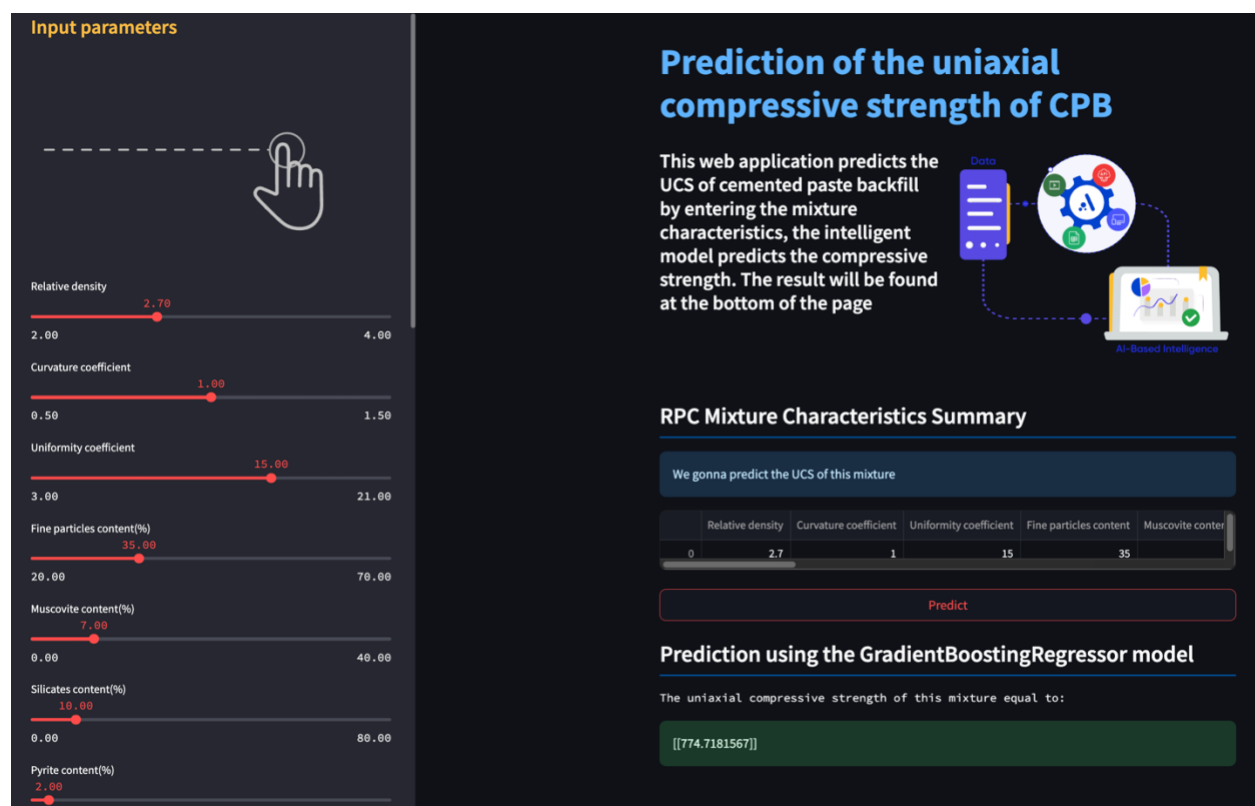 Input parameters
Relative density
2.70
2.00 4.00
Curvature coefficient
1.00
0.50 1.50
Uniformity coefficient
15.00
3.00 21.00
Fine particles content(%)
35.00
20.00 70.00
Muscovite content(%)
7.00
0.00 40.00
Silicates content(%)
10.00
0.00 80.00
Pyrite content(%)
2.00
Prediction of the uniaxial
compressive strength of CPB
This web application predicts the
UCS of cemented paste backfill
by entering the mixture
characteristics, the intelligent
model predicts the compressive
strength. The result will be found
at the bottom of the page
Data
AI-Based Intelligence
RPC Mixture Characteristics Summary
We gonna predict the UCS of this mixture
Relative density Curvature coefficient Uniformity coefficient Fine particles content Muscovite conter
0 2.7 1 15 35
Predict
Prediction using the GradientBoostingRegressor model
The uniaxial compressive strength of this mixture equal to:
[[774.7181567]]